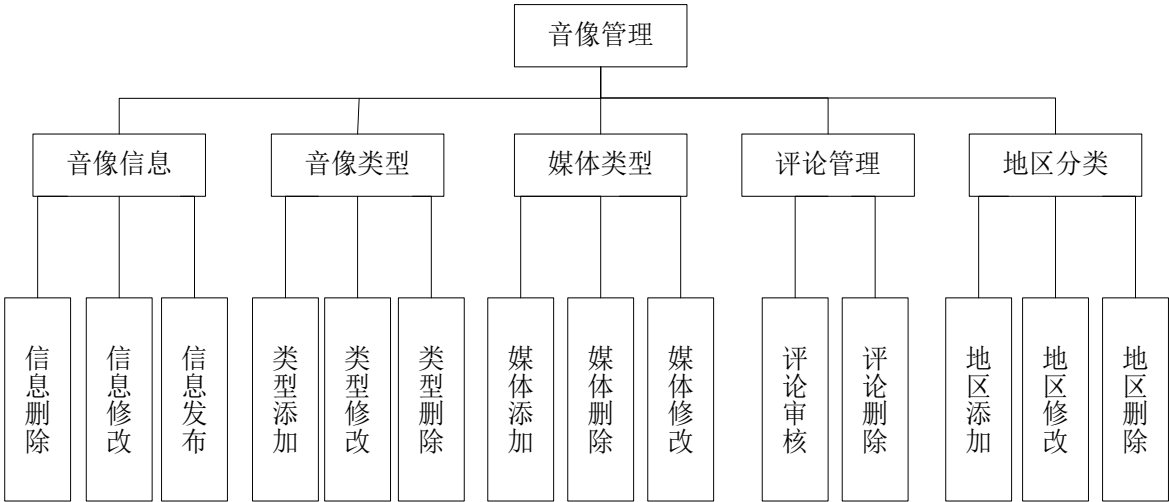 音像管理
音像信息
音像类型
媒体类型
评论管理
地区分类
信息删除
信息修改
信息发布
类型添加
类型修改
类型删除
媒体添加
媒体删除
媒体修改
评论审核
评论删除
地区添加
地区修改
地区删除